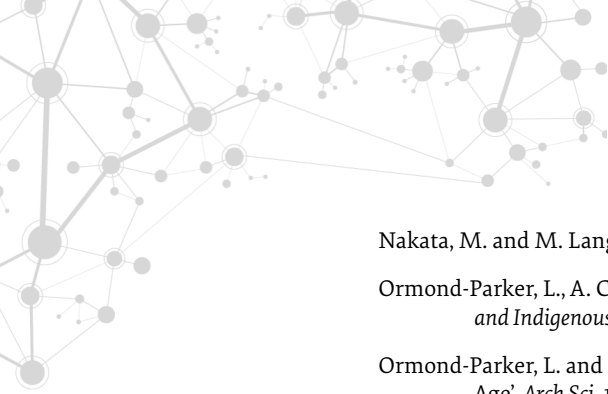 Nakata, M. and M. Lang
Ormond-Parker, L., A. C
and Indigenous
Ormond-Parker, L. and
Age’. Arch Sci.